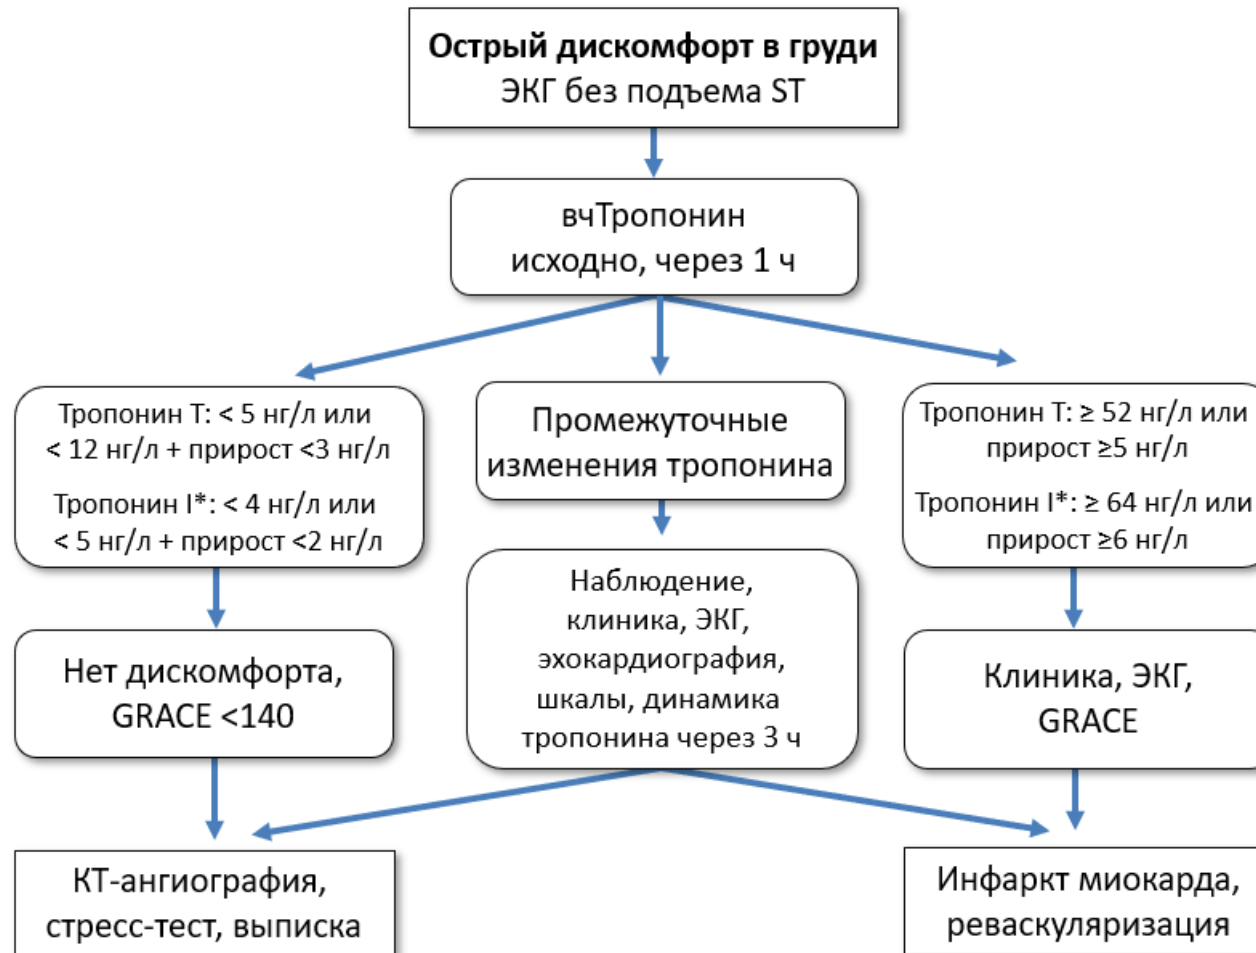 Острый дискомфорт в груди
ЭКГ без подъема ST
вчТропонин
исходно, через 1 ч
Тропонин Т: < 5 нг/л или
< 12 нг/л + прирост <3 нг/л
Тропонин I*: < 4 нг/л или
< 5 нг/л + прирост <2 нг/л
Промежуточные
изменения тропонина
Тропонин Т: ≥ 52 нг/л или
прирост ≥5 нг/л
Тропонин I*: ≥ 64 нг/л или
прирост ≥6 нг/л
Нет дискомфорта,
GRACE <140
Наблюдение,
клиника, ЭКГ,
эхокардиография,
шкалы, динамика
тропонина через 3 ч
Клиника, ЭКГ,
GRACE
КТ-ангиография,
стресс-тест, выписка
Инфаркт миокарда,
реваскуляризация